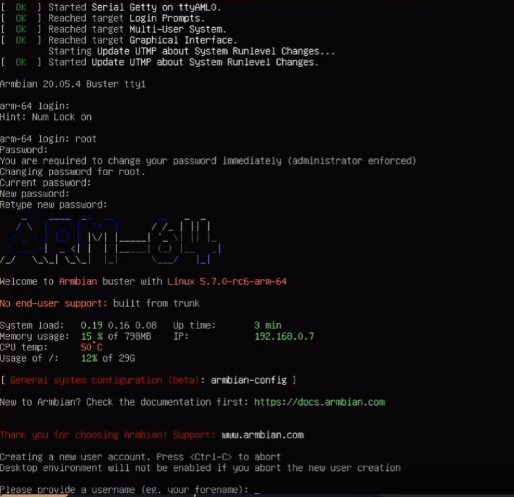 [  OK  ] Started Serial Getty on ttyAML0.
[  OK  ] Reached target Login Prompts.
[  OK  ] Reached target Multi-User System.
[  OK  ] Reached target Graphical Interface.
Starting Update UTMP about System Runlevel Changes...
[  OK  ] Started Update UTMP about System Runlevel Changes.
Armbian 20.05.4 Buster tty1
arm-64 login:
Hint: Num Lock on
arm-64 login: root
Password:
You are required to change your password immediately (administrator enforced)
Changing password for root.
Current password:
New password:
Retype new password:
ARM-64
Welcome to Armbian buster with Linux 5.7.0-rc6-arm-64
No end-user support: built from trunk
System load:   0.19 0.16 0.08   Up time:       3 min
Memory usage:  15 % of 798MB   IP:            192.168.0.7
CPU temp:      50°C
Usage of /:    12% of 29G
[ General system configuration (beta): armbian-config ]
New to Armbian? Check the documentation first: https://docs.armbian.com
Thank you for choosing Armbian! Support: www.armbian.com
Creating a new user account. Press <Ctrl-C> to abort
Desktop environment will not be enabled if you abort the new user creation
Please provide a username (eg. your forename): _